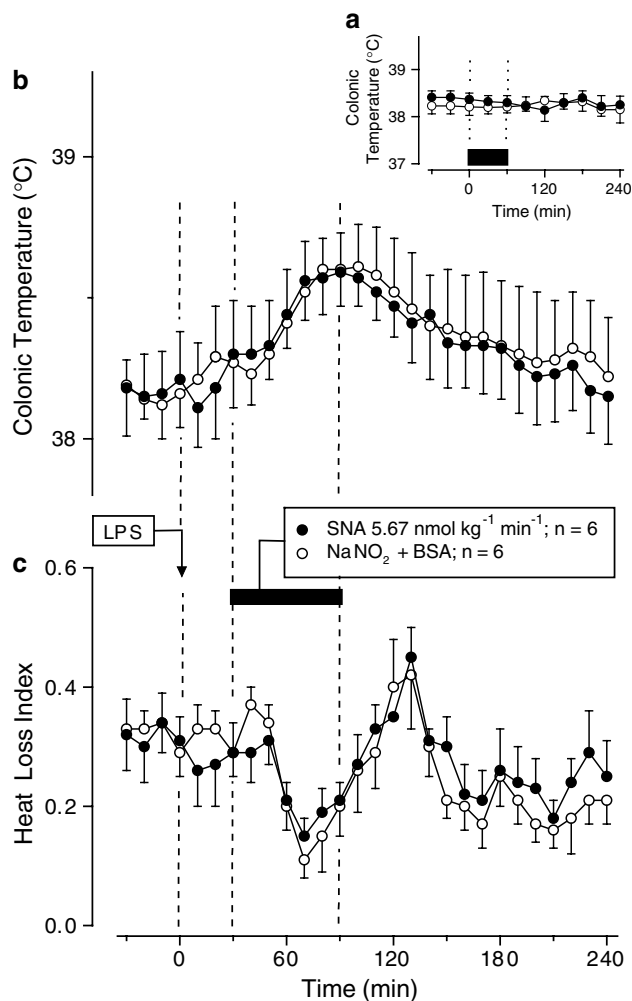 a
Colonic
Temperature (°C)
39
38
37
0
120
240
Time (min)
b
Colonic Temperature (°C)
39
38
LPS
SNA 5.67 nmol kg⁻¹ min⁻¹; n = 6
NaNO₂ + BSA; n = 6
c
Heat Loss Index
0.6
0.4
0.2
0.0
0
60
120
180
240
Time (min)